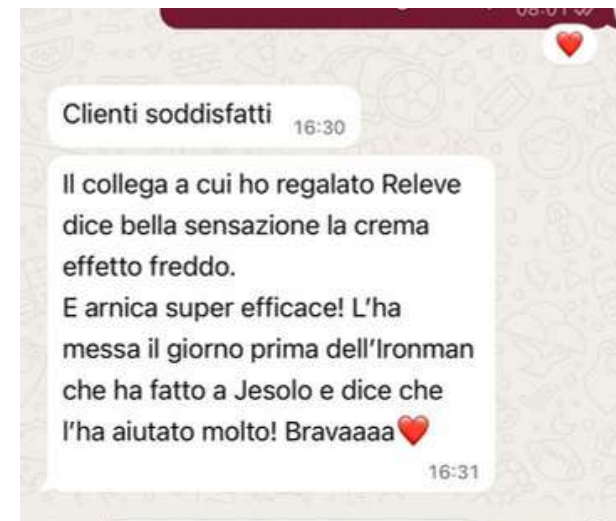 08:01
Clienti soddisfatti 16:30
Il collega a cui ho regalato Releve
dice bella sensazione la crema
effetto freddo.
E arnica super efficace! L’ha
messa il giorno prima dell’Ironman
che ha fatto a Jesolo e dice che
l’ha aiutato molto! Bravaaaa❤️
16:31